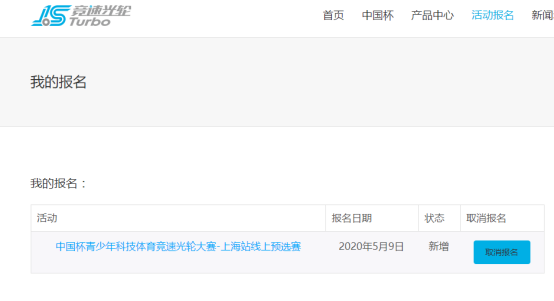 JS 竞速光轮
Turbo
首页 中国杯 产品中心 活动报名 新闻
我的报名
我的报名：
活动 报名日期 状态 取消报名
中国杯青少年科技体育竞速光轮大赛-上海站线上预选赛 2020年5月9日 新增 取消报名